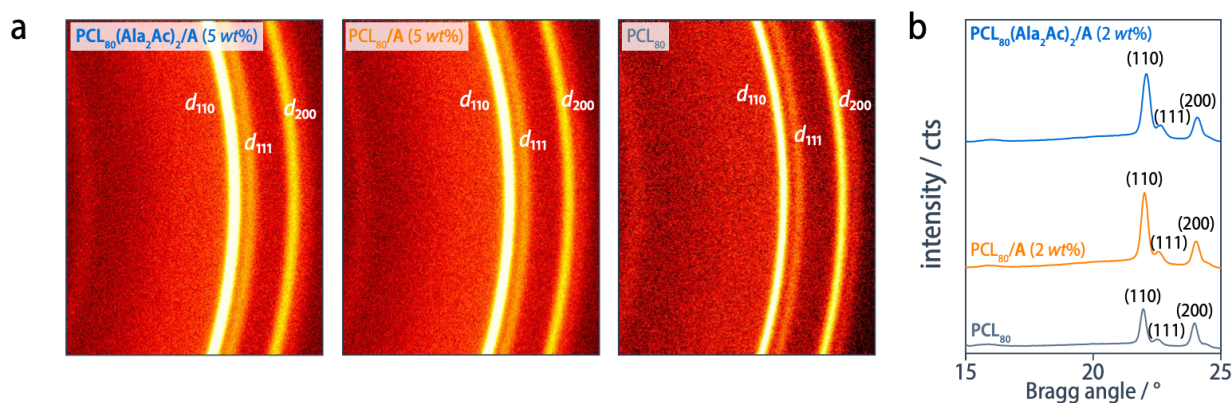 a
PCL₈₀(Ala₂Ac)₂/A (5 wt%)
d₁₁₀
d₁₁₁
d₂₀₀
PCL₈₀/A (5 wt%)
d₁₁₀
d₁₁₁
d₂₀₀
PCL₈₀
d₁₁₀
d₁₁₁
d₂₀₀
b
intensity / cts
PCL₈₀(Ala₂Ac)₂/A (2 wt%)
(110)
(111)
(200)
PCL₈₀/A (2 wt%)
(110)
(111)
(200)
PCL₈₀
(110)
(111)
(200)
15 20 25
Bragg angle / °